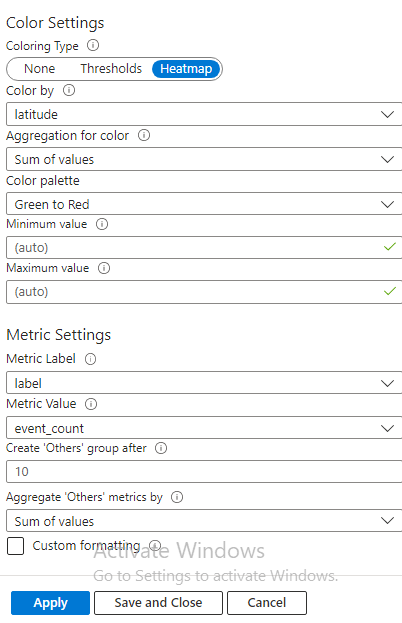 Color Settings
Coloring Type
None Thresholds Heatmap
Color by
latitude
Aggregation for color
Sum of values
Color palette
Green to Red
Minimum value
(auto)
Maximum value
(auto)
Metric Settings
Metric Label
label
Metric Value
event_count
Create 'Others' group after
10
Aggregate 'Others' metrics by
Sum of values
Custom formatting
Activate Windows
Go to Settings to activate Windows.
Apply Save and Close Cancel